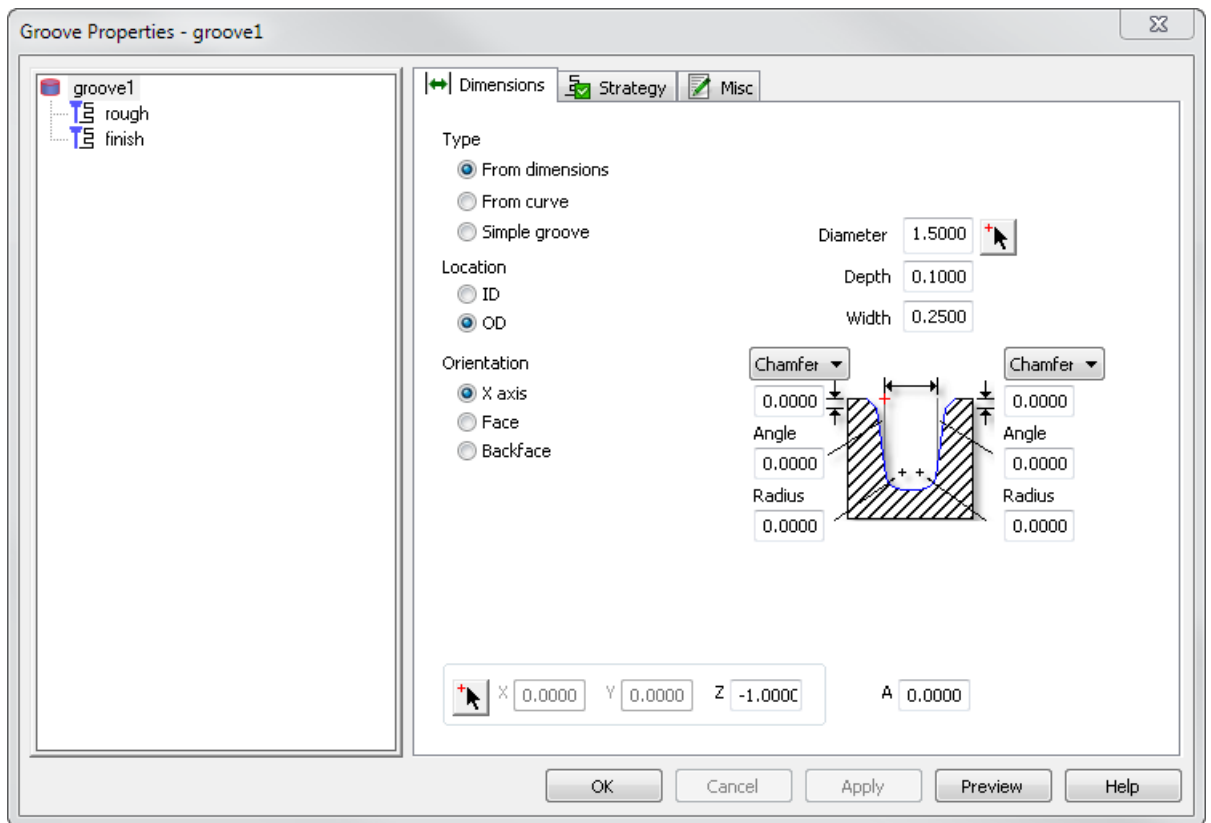 Groove Properties - groove1
groove1
rough
finish
Dimensions Strategy Misc
Type
From dimensions
From curve
Simple groove
Location
ID
OD
Orientation
X axis
Face
Backface
Diameter 1.5000
Depth 0.1000
Width 0.2500
Chamfer Chamfer
0.0000 0.0000
Angle Angle
0.0000 0.0000
Radius Radius
0.0000 0.0000
X 0.0000 Y 0.0000 Z -1.000C A 0.0000
OK Cancel Apply Preview Help